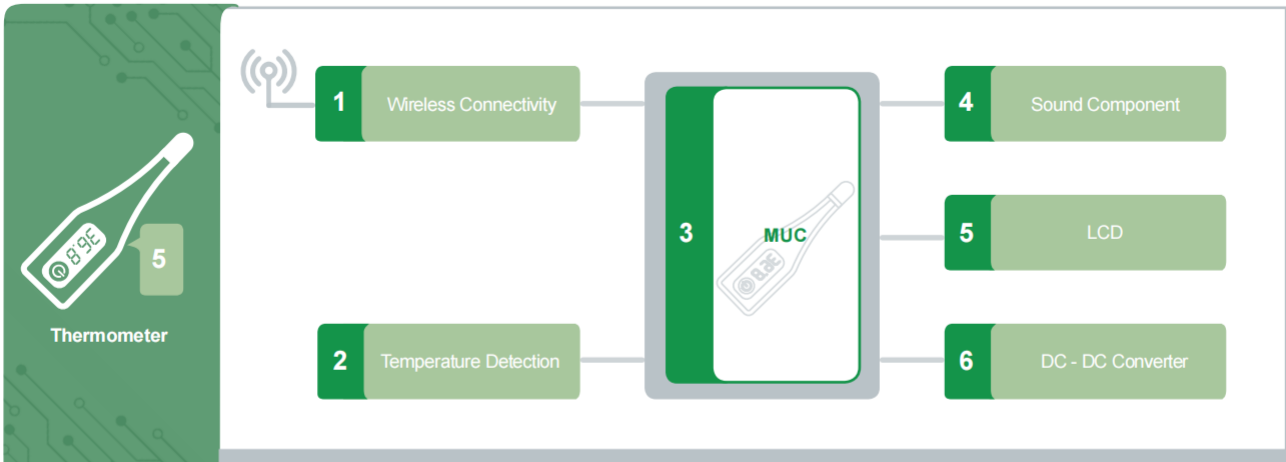 Thermometer
5
1 Wireless Connectivity
2 Temperature Detection
3 MUC
4 Sound Component
5 LCD
6 DC - DC Converter